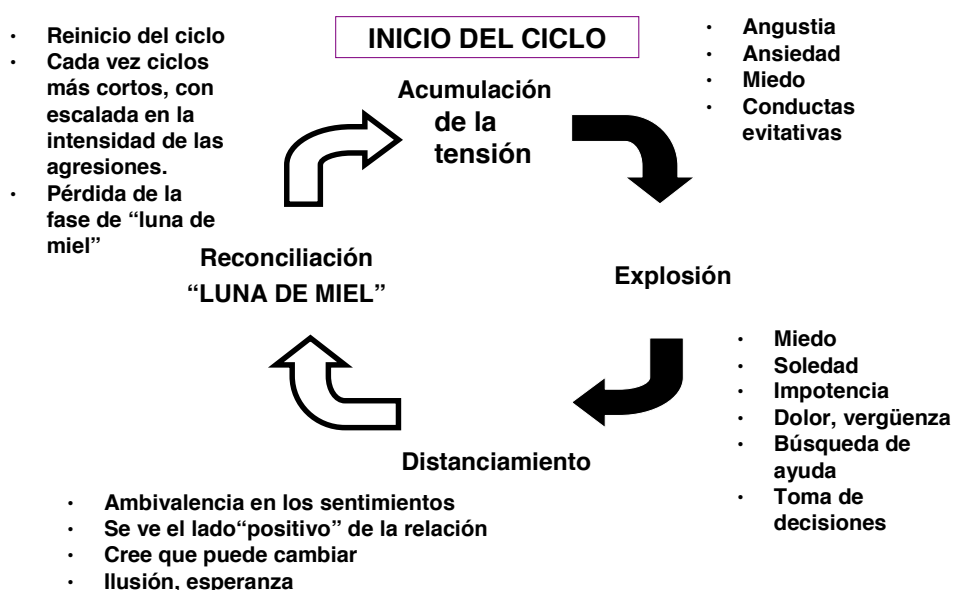 INICIO DEL CICLO
• Reinicio del ciclo
• Cada vez ciclos
más cortos, con
escalada en la
intensidad de las
agresiones.
• Pérdida de la
fase de “luna de
miel”
Acumulación
de la
tensión
• Angustia
• Ansiedad
• Miedo
• Conductas
evitativas
Reconciliación
“LUNA DE MIEL”
Explosión
• Miedo
• Soledad
• Impotencia
• Dolor, vergüenza
• Búsqueda de
ayuda
• Toma de
decisiones
Distanciamiento
• Ambivalencia en los sentimientos
• Se ve el lado“positivo” de la relación
• Cree que puede cambiar
• Ilusión, esperanza